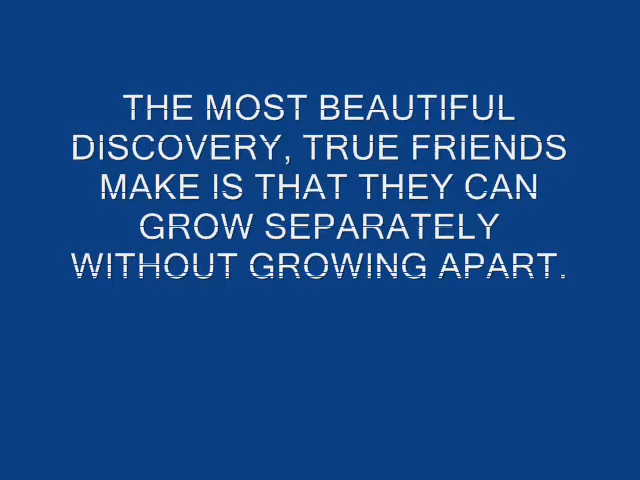 THE MOST BEAUTIFUL
DISCOVERY, TRUE FRIENDS
MAKE IS THAT THEY CAN
GROW SEPARATELY
WITHOUT GROWING APART.